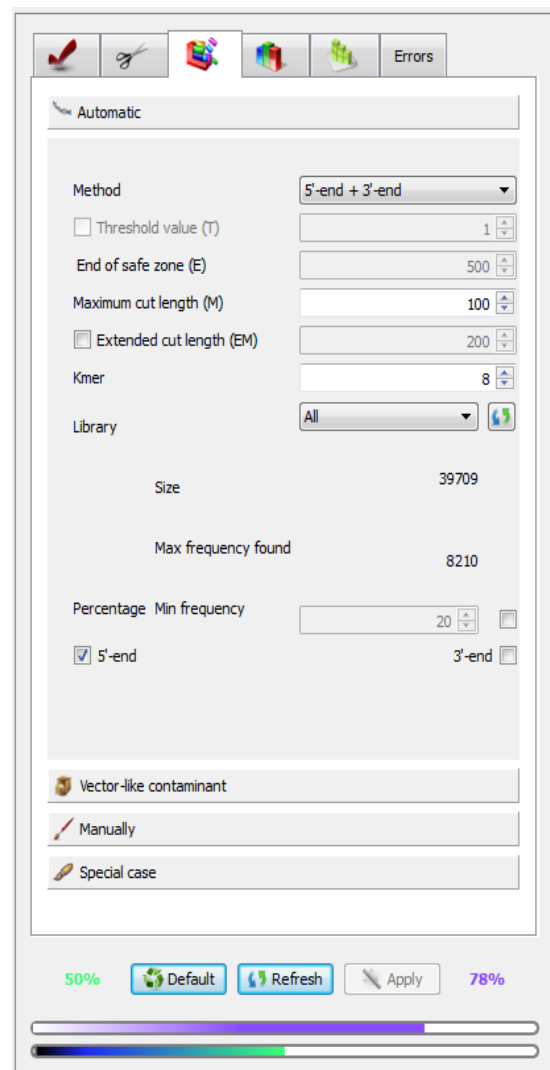 Errors
Automatic
Method 5'-end + 3'-end
Threshold value (T) 1
End of safe zone (E) 500
Maximum cut length (M) 100
Extended cut length (EM) 200
Kmer 8
Library All
Size 39709
Max frequency found 8210
Percentage Min frequency 20
5'-end 3'-end
Vector-like contaminant
Manually
Special case
50% Default Refresh Apply 78%